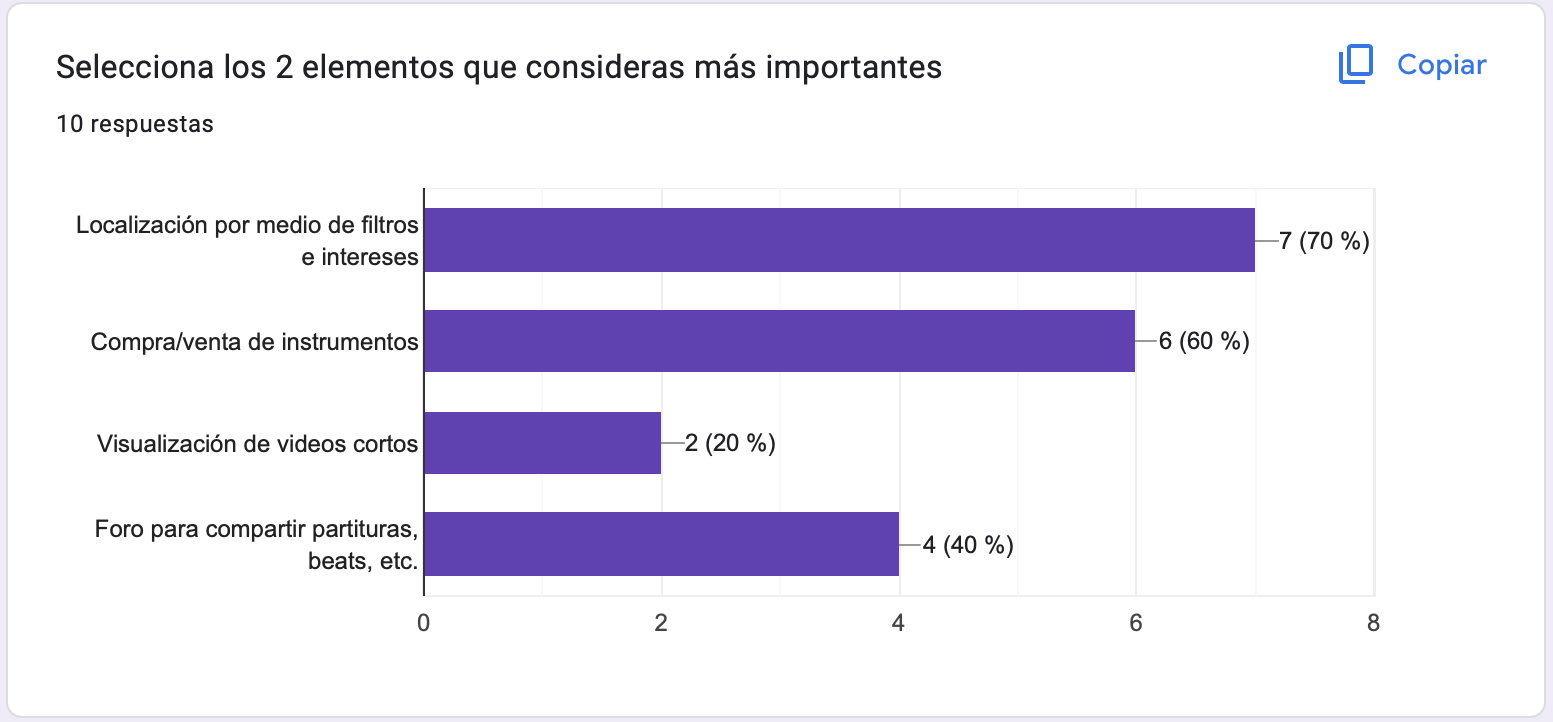 Selecciona los 2 elementos que consideras más importantes
Copiar
10 respuestas
Localización por medio de filtros
e intereses
7 (70 %)
Compra/venta de instrumentos
6 (60 %)
Visualización de videos cortos
2 (20 %)
Foro para compartir partituras,
beats, etc.
4 (40 %)
0 2 4 6 8